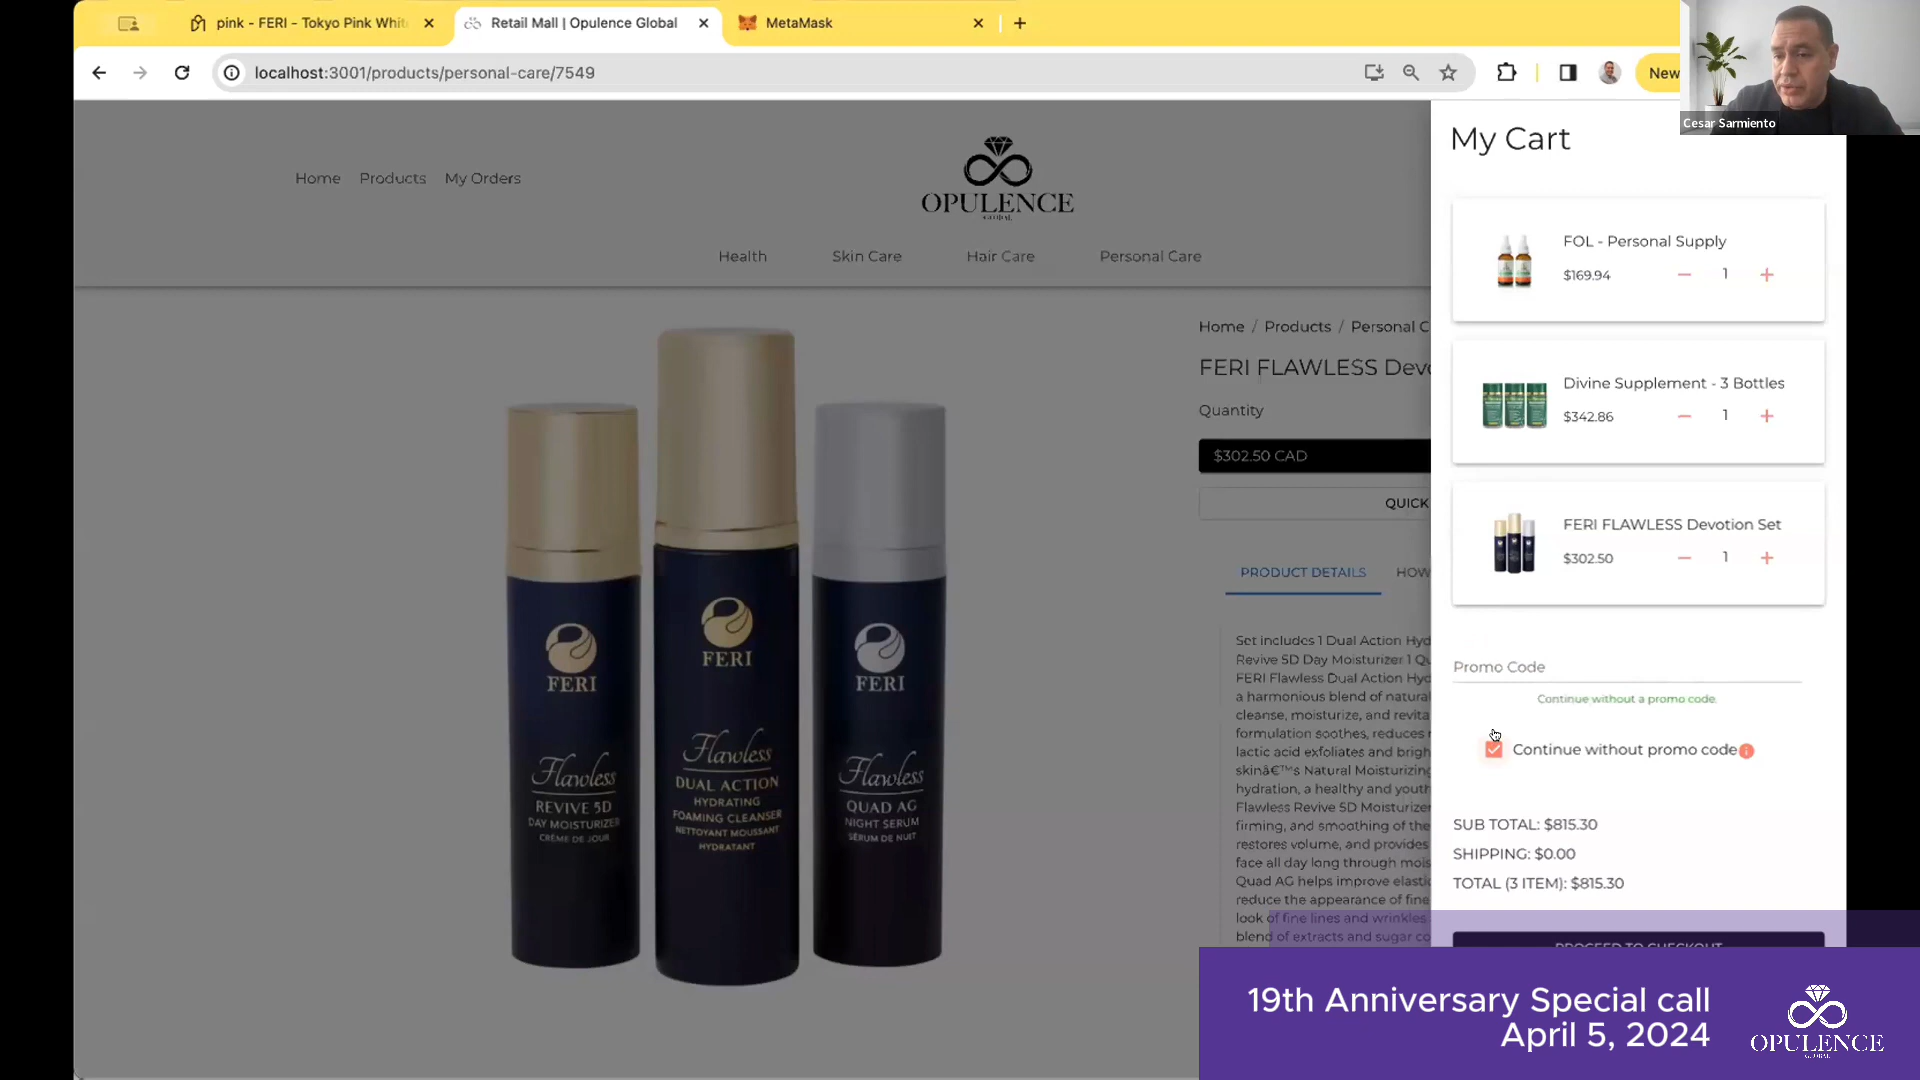 pink - FERI - Tokyo Pink Whit
Retail Mall | Opulence Global
MetaMask
localhost:3001/products/personal-care/7549
New
Cesar Sarmiento
Home
Products
My Orders
OPULENCE
GLOBAL
Health
Skin Care
Hair Care
Personal Care
Home / Products / Personal C
FERI FLAWLESS Devo
Quantity
$302.50 CAD
QUICK
PRODUCT DETAILS
HOW
Set includes 1 Dual Action Hyd
Revive 5D Day Moisturizer 1 Qu
FERI Flawless Dual Action Hyd
a harmonious blend of natural
cleanse, moisturize, and revita
formulation soothes, reduces r
lactic acid exfoliates and brigh
skinâ€™s Natural Moisturizing
hydration, a healthy and youth
Flawless Revive 5D Moisturizer
firming, and smoothing of the
restores volume, and provides
face all day long through mois
Quad AG helps improve elasti
reduce the appearance of fine
look of fine lines and wrinkles
blend of extracts and sugar co
FERI
Flawless
REVIVE 5D
DAY MOISTURIZER
CRÈME DE JOUR
FERI
Flawless
DUAL ACTION
HYDRATING
FOAMING CLEANSER
NETTOYANT MOUSSANT
HYDRATANT
FERI
Flawless
QUAD AG
NIGHT SERUM
SÉRUM DE NUIT
My Cart
FOL - Personal Supply
$169.94
1
Divine Supplement - 3 Bottles
$342.86
1
FERI FLAWLESS Devotion Set
$302.50
1
Promo Code
Continue without a promo code.
Continue without promo code
SUB TOTAL: $815.30
SHIPPING: $0.00
TOTAL (3 ITEM): $815.30
PROCEED TO CHECKOUT
19th Anniversary Special call
April 5, 2024
OPULENCE
GLOBAL